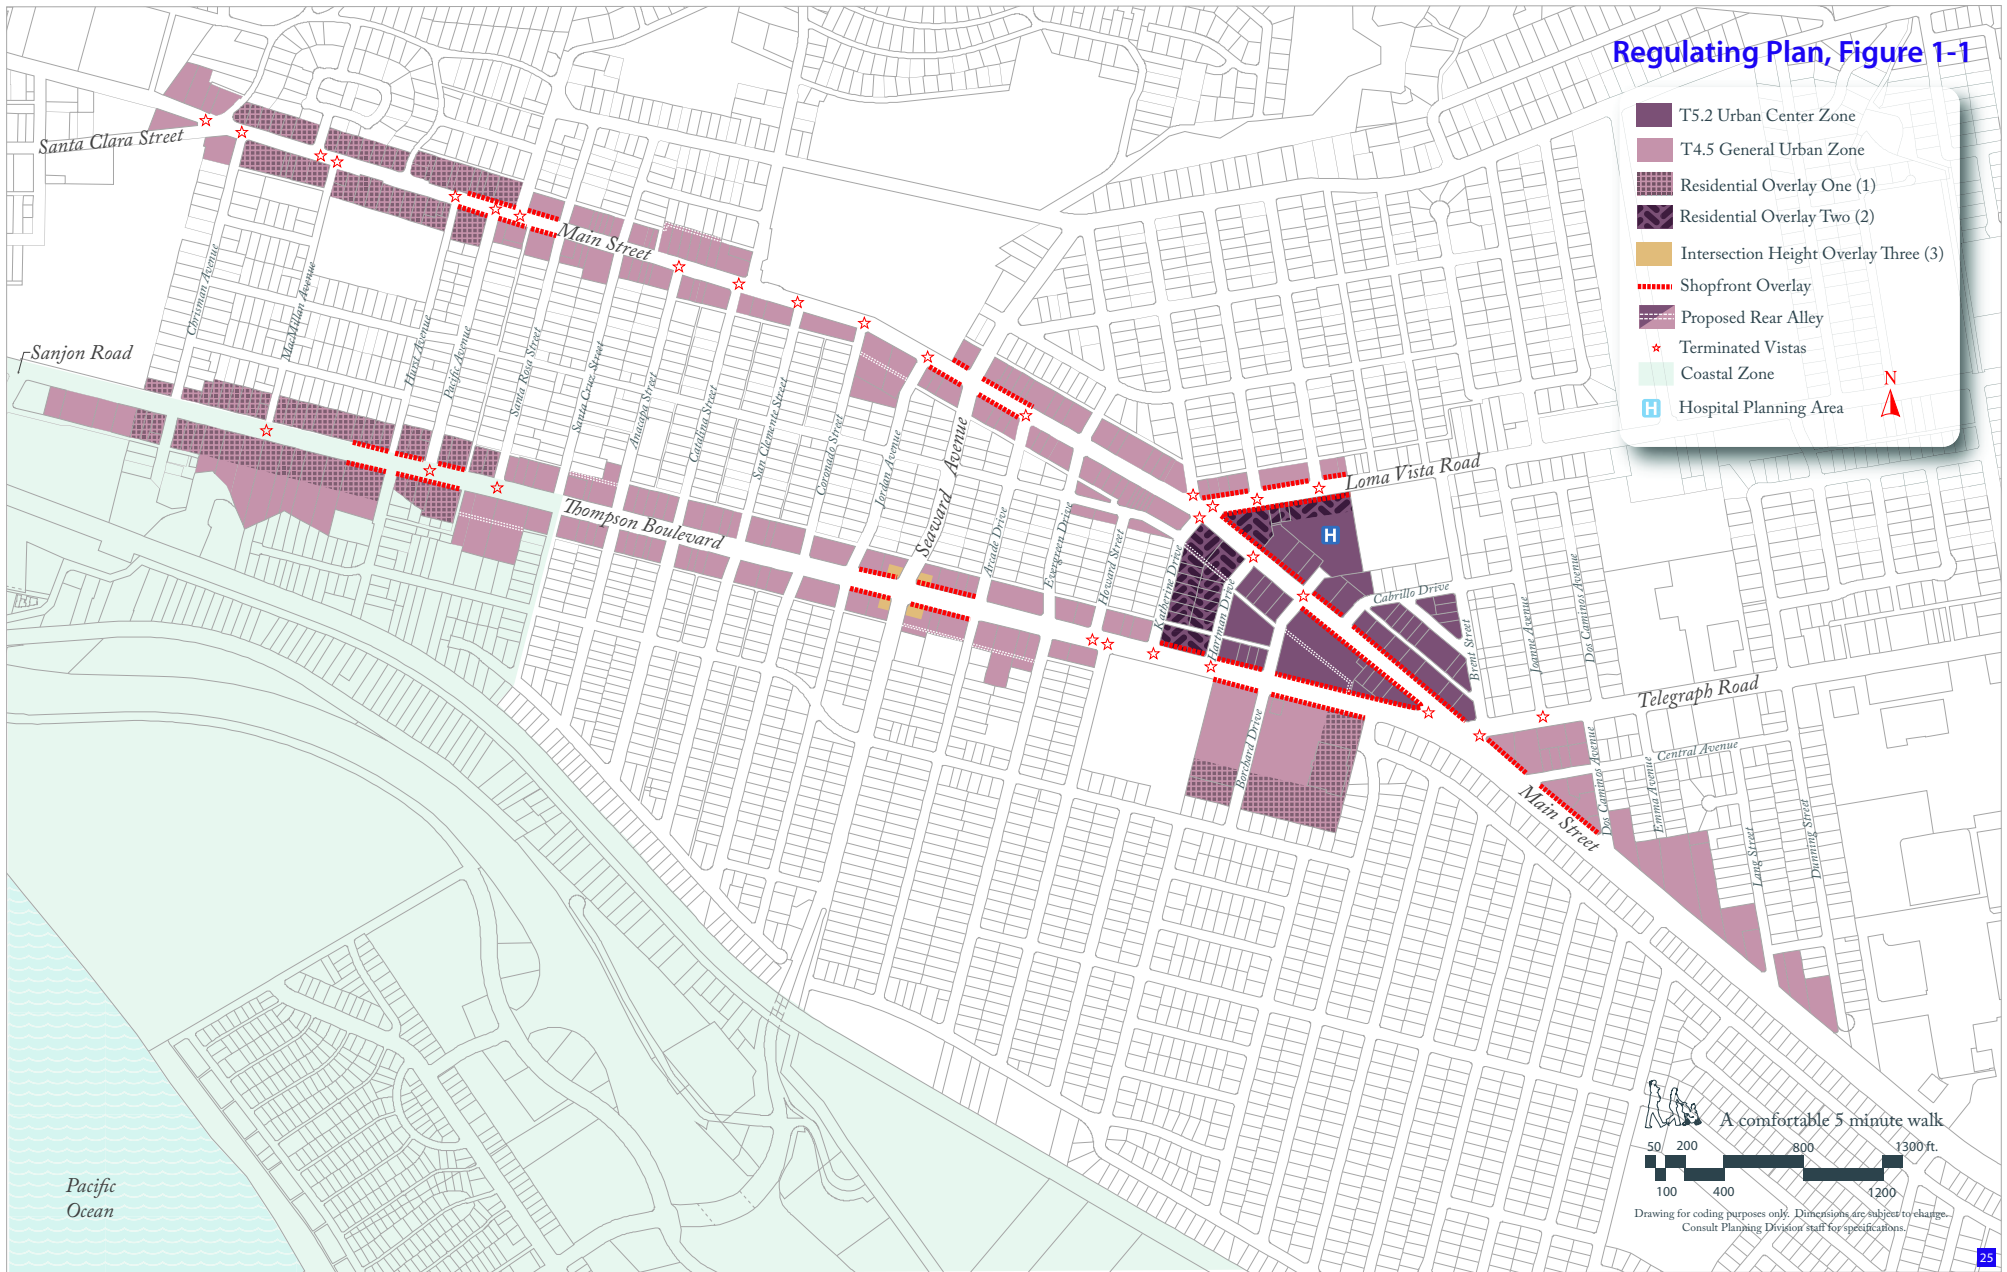 Regulating Plan, Figure 1-1
T5.2 Urban Center Zone
T4.5 General Urban Zone
Residential Overlay One (1)
Residential Overlay Two (2)
Intersection Height Overlay Three (3)
Shopfront Overlay
Proposed Rear Alley
Terminated Vistas
Coastal Zone
H Hospital Planning Area
N
Santa Clara Street
Main Street
Sanjon Road
Chrisman Avenue
MacMillan Avenue
Hurst Avenue
Pacific Avenue
Santa Rosa Street
Santa Cruz Street
Anacapa Street
Catalina Street
San Clemente Street
Coronado Street
Jordan Avenue
Seaward Avenue
Arcade Drive
Evergreen Drive
Howard Street
Katherine Drive
Hartman Drive
Borchard Drive
Thompson Boulevard
Loma Vista Road
H
Cabrillo Drive
Brent Street
Joanne Avenue
Dos Caminos Avenue
Telegraph Road
Central Avenue
Dos Caminos Avenue
Emma Avenue
Lang Street
Dunning Street
Main Street
Pacific
Ocean
A comfortable 5 minute walk
50 200 800 1300 ft.
100 400 1200
Drawing for coding purposes only. Dimensions are subject to change.
Consult Planning Division staff for specifications.
25